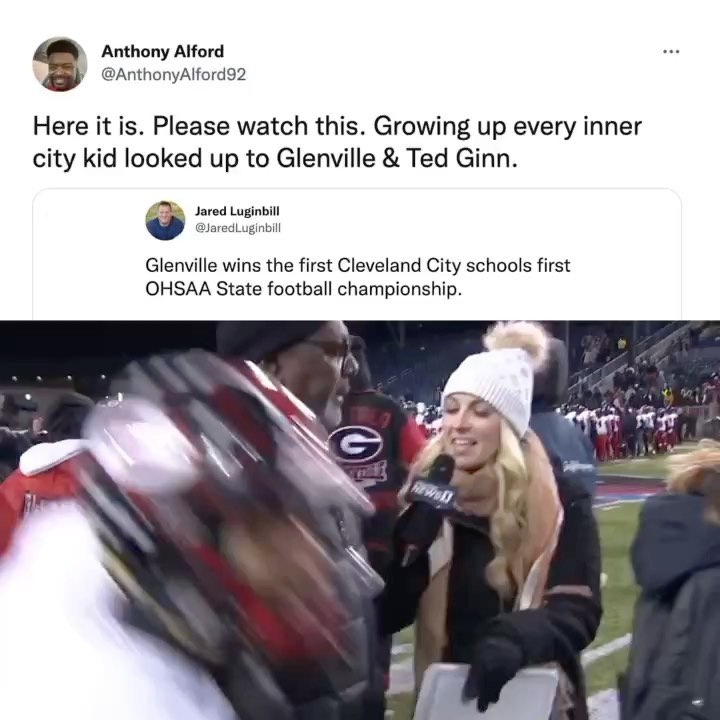 Anthony Alford
@AnthonyAlford92
Here it is. Please watch this. Growing up every inner
city kid looked up to Glenville & Ted Ginn.
Jared Luginbill
@JaredLuginbill
Glenville wins the first Cleveland City schools first
OHSAA State football championship.
G